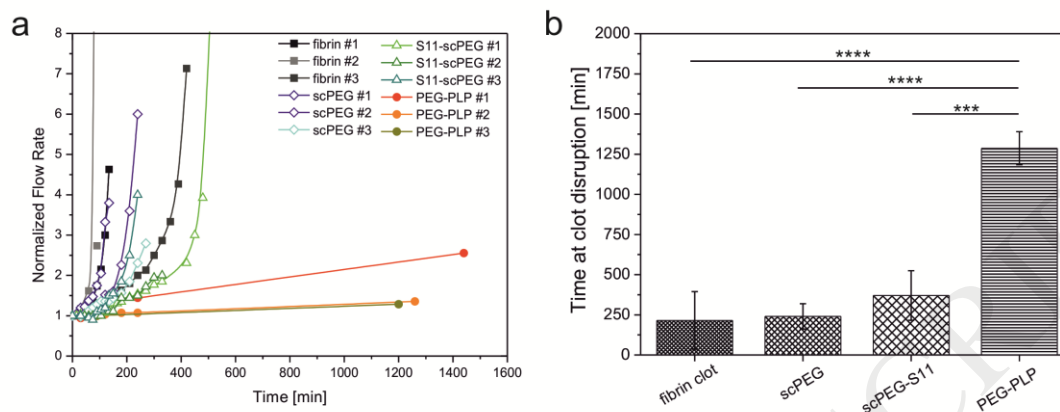 a
8
7
6
5
4
3
2
1
0
Normalized Flow Rate
0 200 400 600 800 1000 1200 1400 1600
Time [min]
fibrin #1
fibrin #2
fibrin #3
scPEG #1
scPEG #2
scPEG #3
S11-scPEG #1
S11-scPEG #2
S11-scPEG #3
PEG-PLP #1
PEG-PLP #2
PEG-PLP #3
b
2000
1750
1500
1250
1000
750
500
250
0
Time at clot disruption [min]
****
****
***
fibrin clot
scPEG
scPEG-S11
PEG-PLP